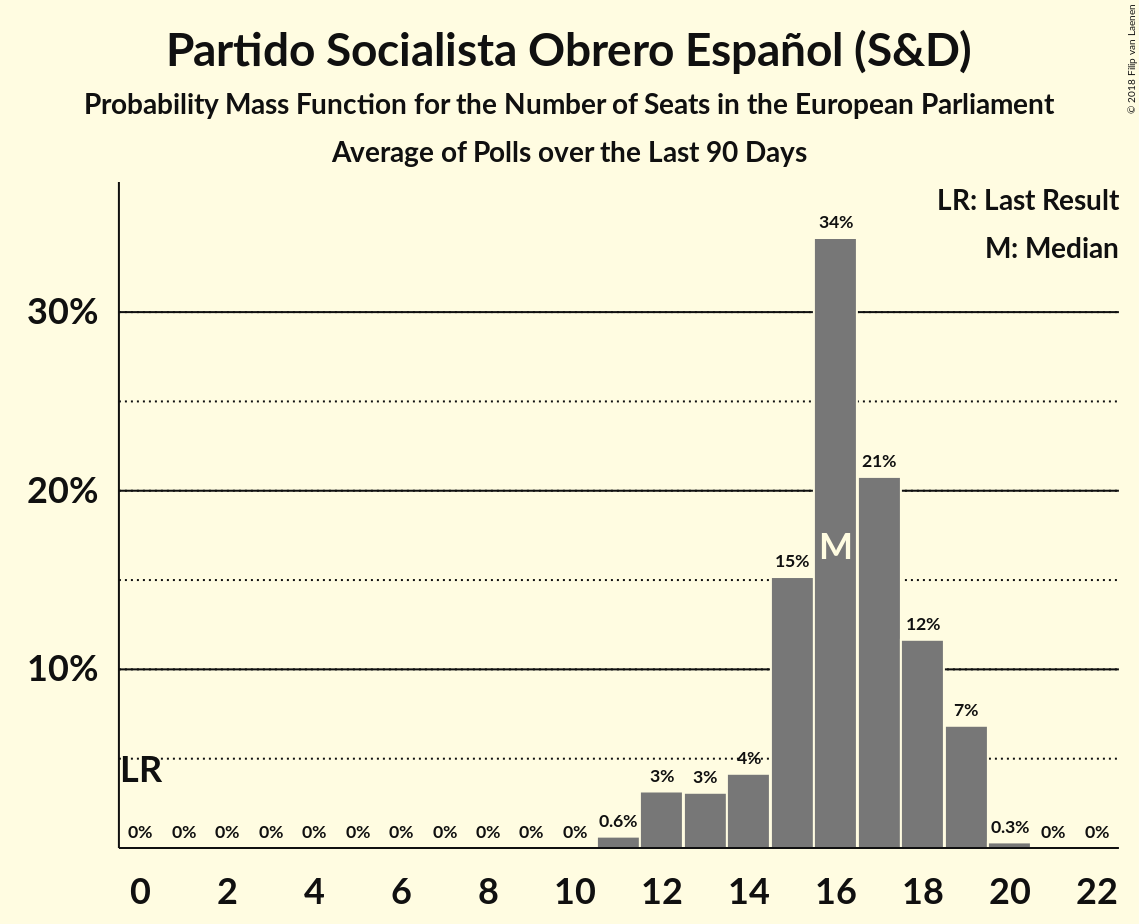 Partido Socialista Obrero Español (S&D)
Probability Mass Function for the Number of Seats in the European Parliament
Average of Polls over the Last 90 Days
© 2018 Filip van Laenen
LR: Last Result
M: Median
34%
30%
21%
20%
15%
M
12%
10%
7%
LR
4%
3% 3%
0% 0% 0% 0% 0% 0% 0% 0% 0% 0% 0% 0.6% 0.3% 0% 0%
0 2 4 6 8 10 12 14 16 18 20 22